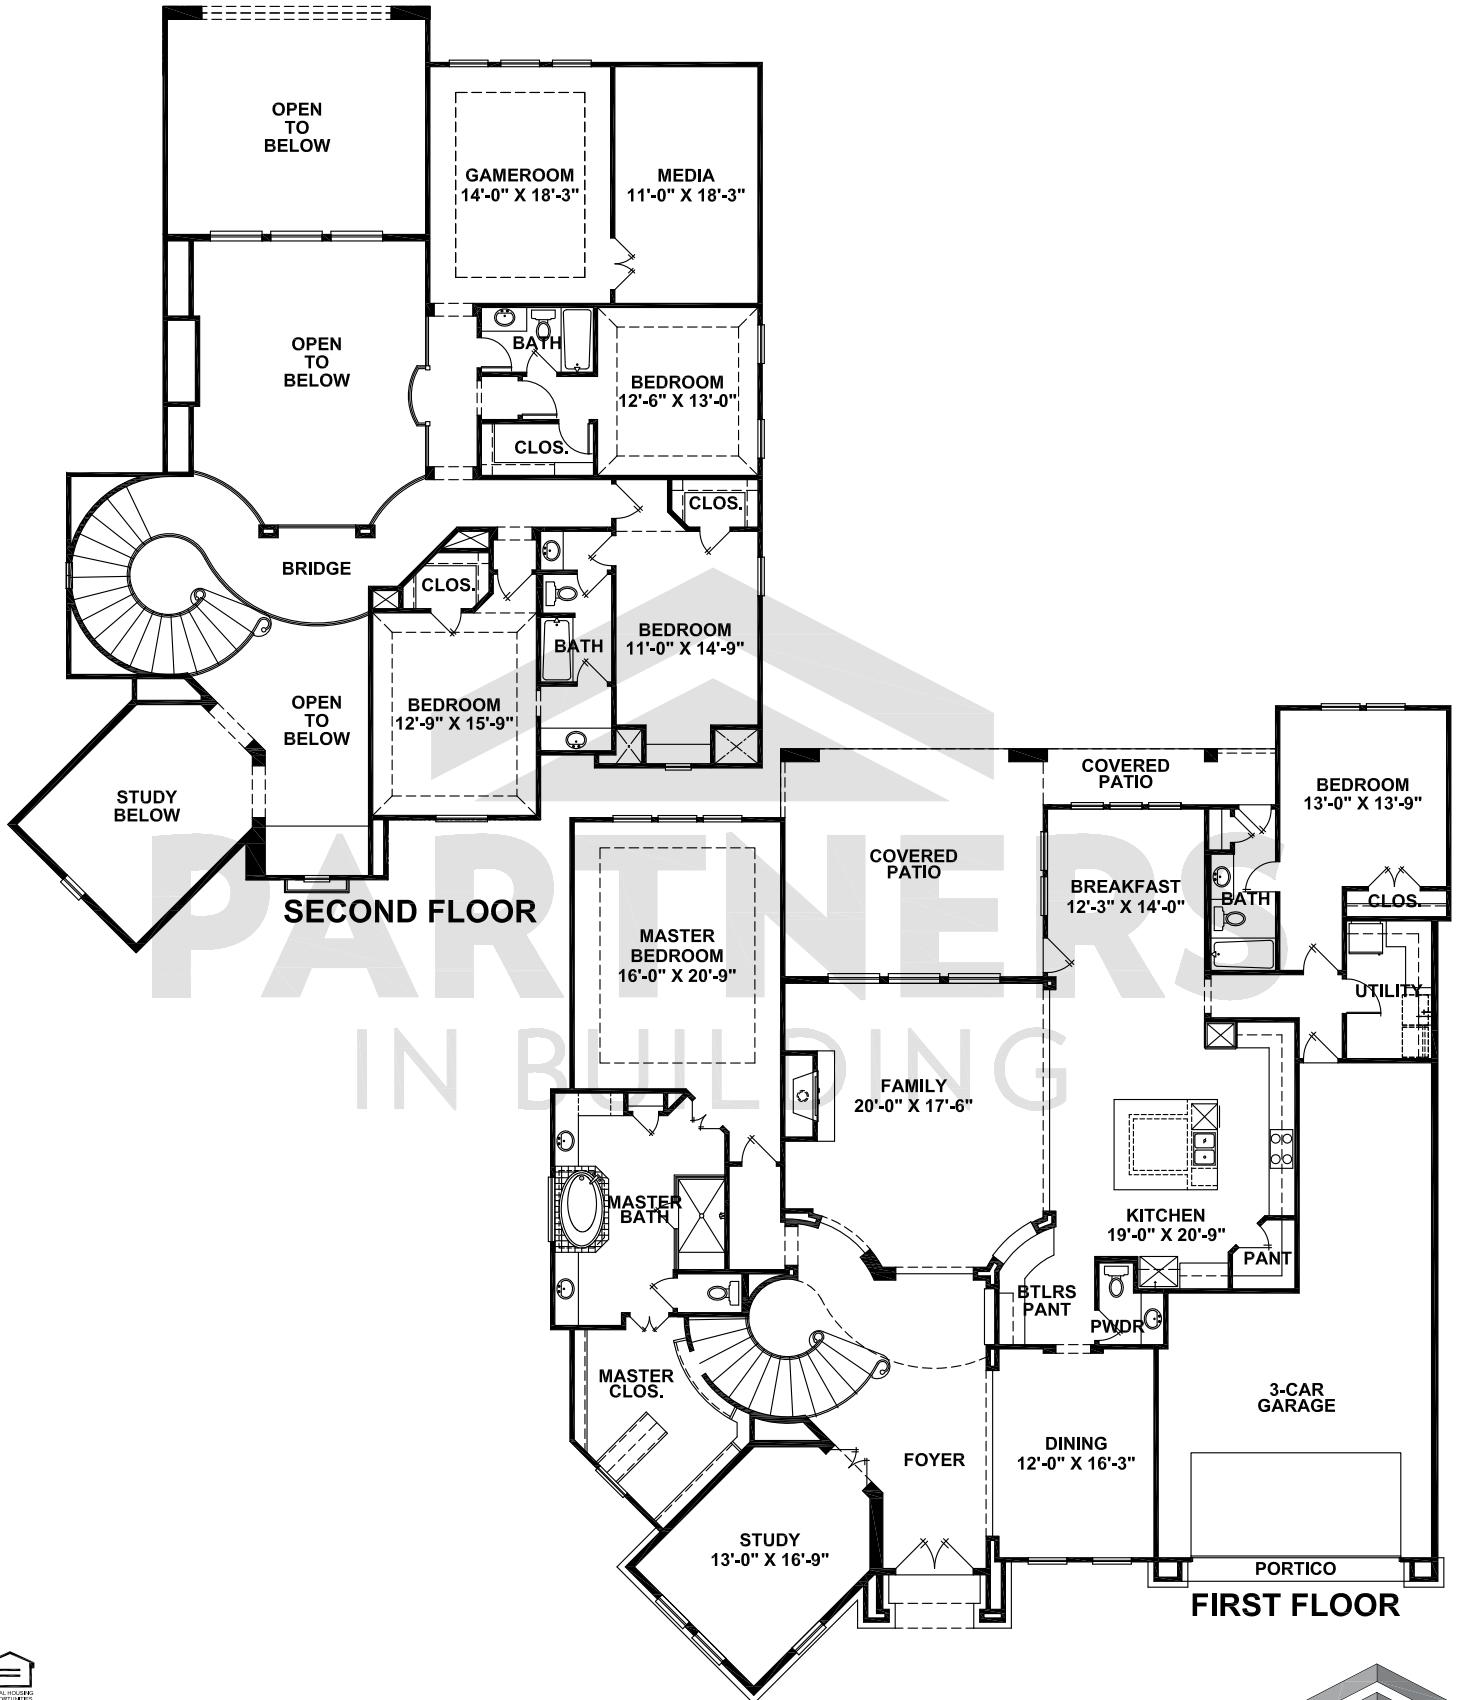 OPEN
TO
BELOW
GAMEROOM
14'-0" X 18'-3"
MEDIA
11'-0" X 18'-3"
OPEN
TO
BELOW
BATH
BEDROOM
12'-6" X 13'-0"
CLOS.
CLOS.
BRIDGE
CLOS.
BEDROOM
11'-0" X 14'-9"
BATH
OPEN
TO
BELOW
BEDROOM
12'-9" X 15'-9"
STUDY
BELOW
SECOND FLOOR
PARTNERS
IN BUILDING
COVERED
PATIO
BEDROOM
13'-0" X 13'-9"
COVERED
PATIO
BREAKFAST
12'-3" X 14'-0"
BATH
CLOS.
MASTER
BEDROOM
16'-0" X 20'-9"
UTILITY
FAMILY
20'-0" X 17'-6"
MASTER
BATH
KITCHEN
19'-0" X 20'-9"
PANT
BTLRS
PANT
PWDR
MASTER
CLOS.
3-CAR
GARAGE
FOYER
DINING
12'-0" X 16'-3"
STUDY
13'-0" X 16'-9"
PORTICO
FIRST FLOOR
AL HOUSING